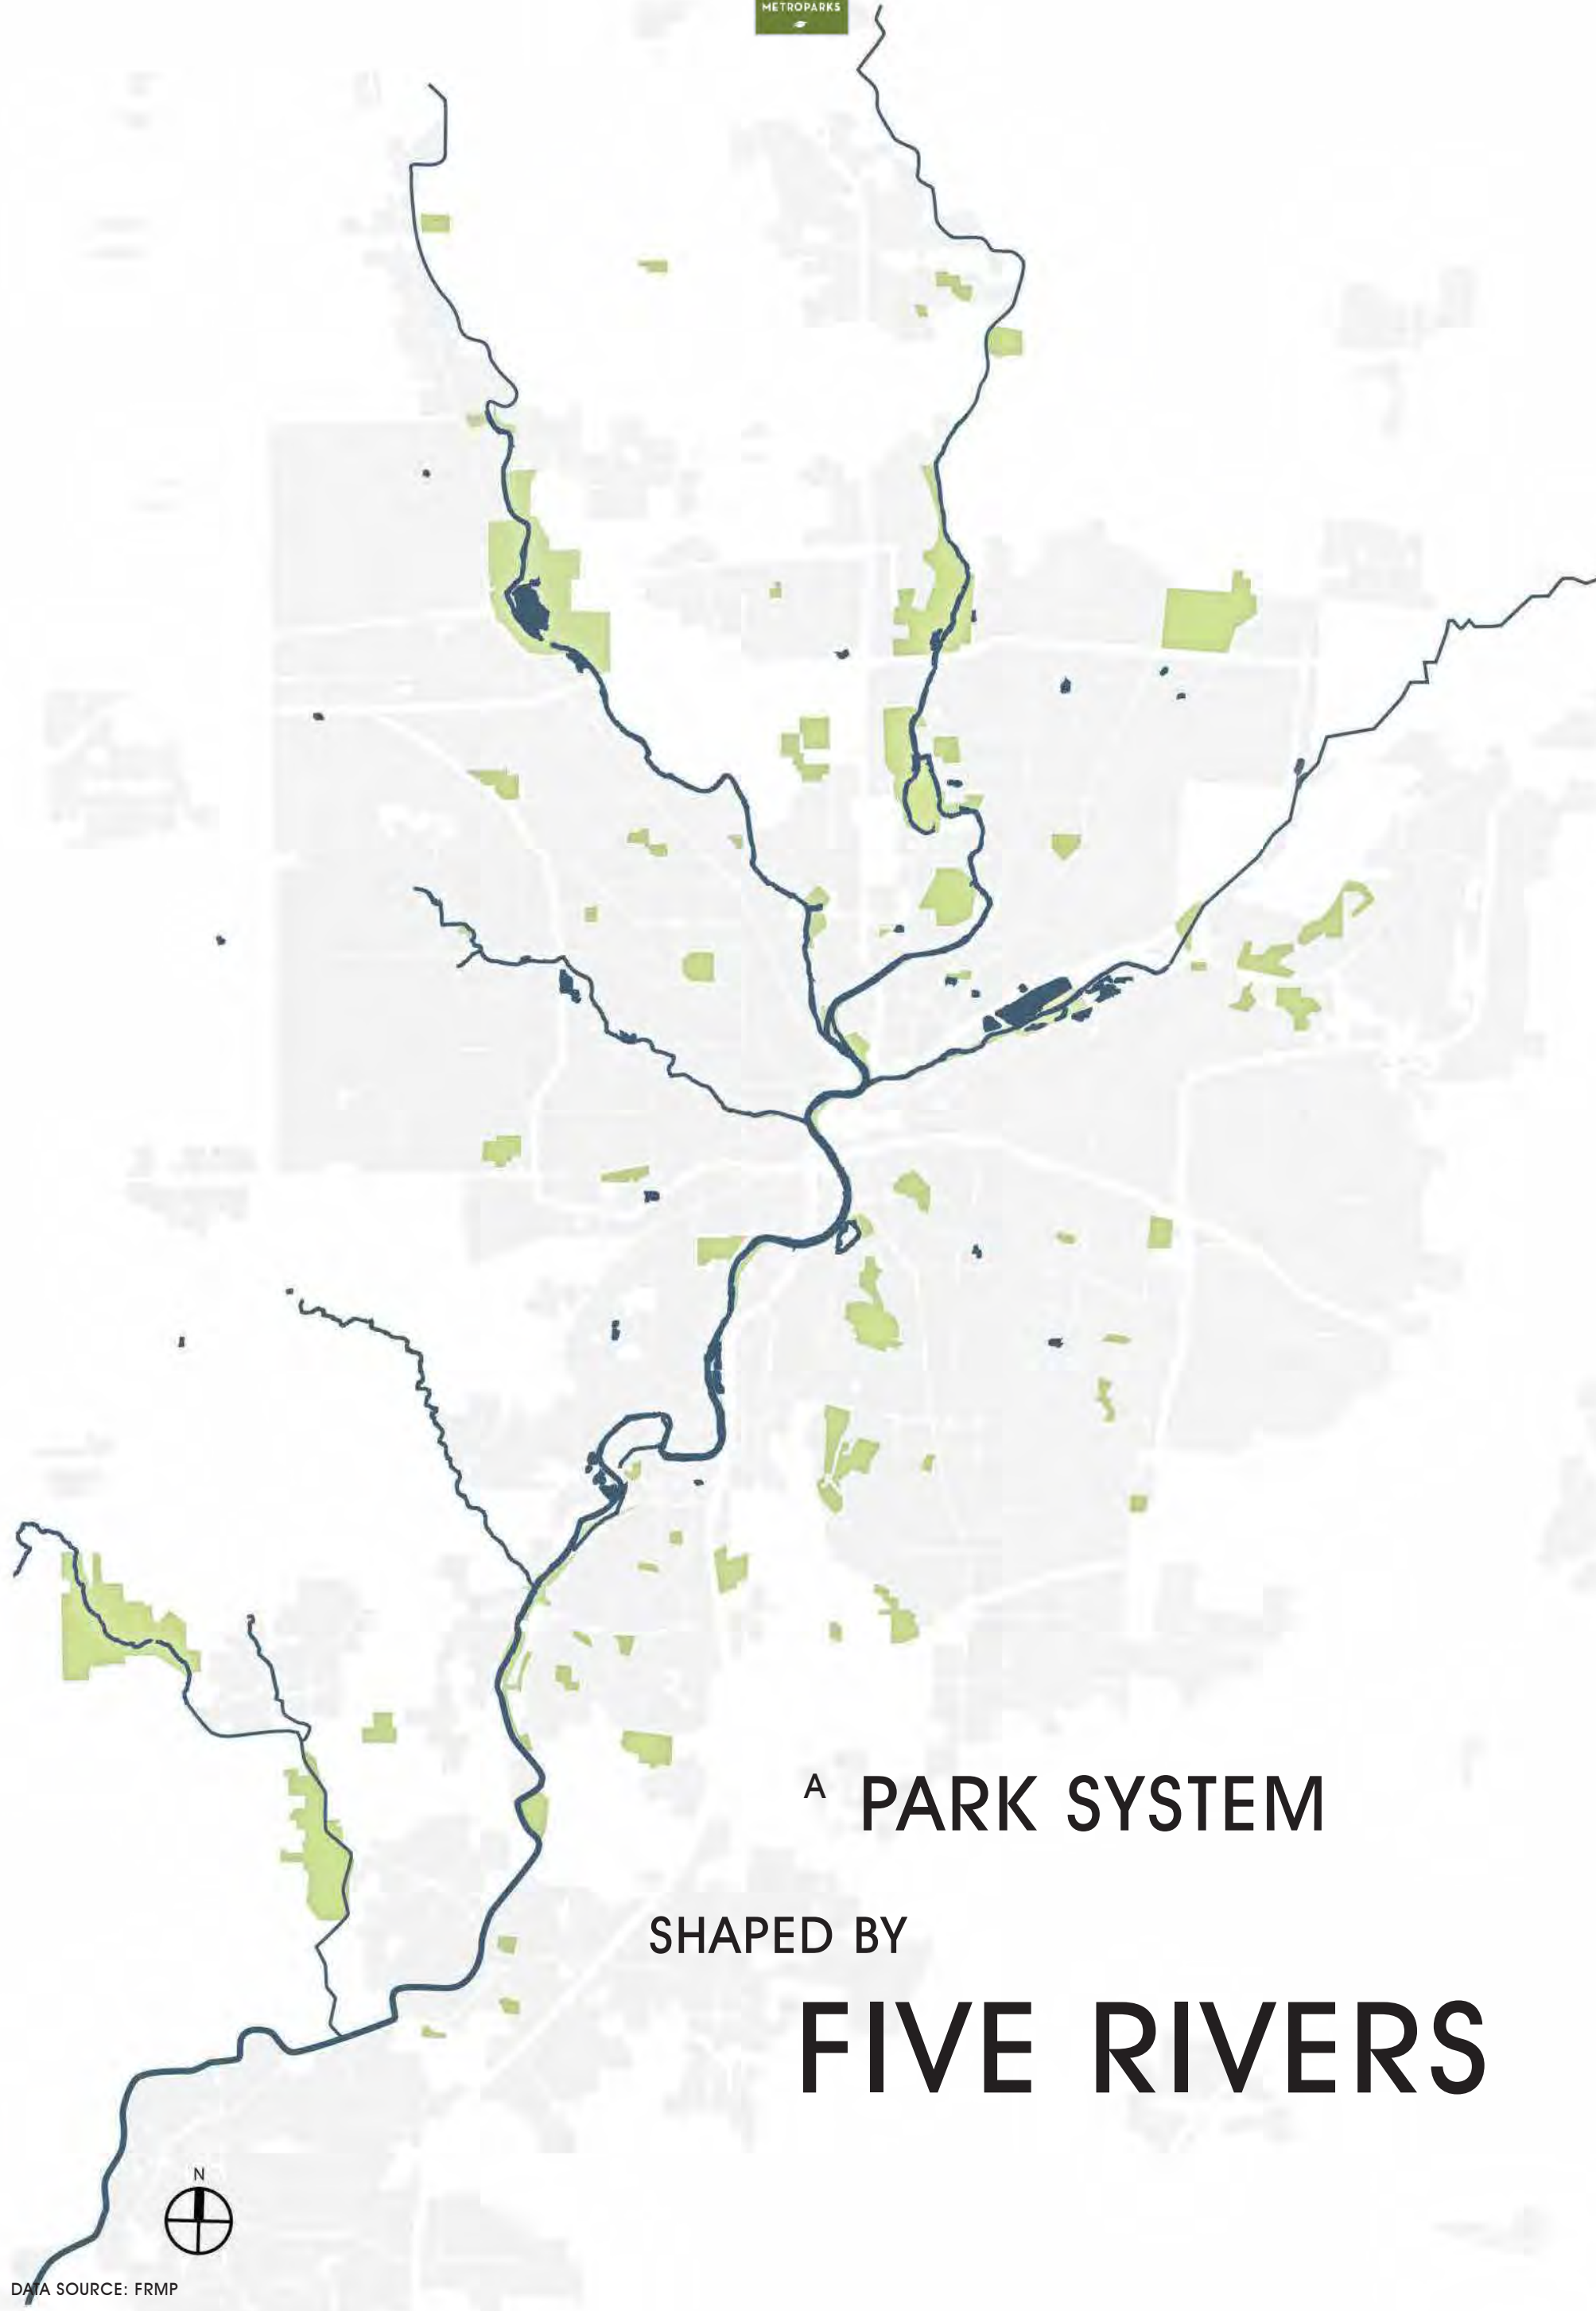 METROPARKS
A PARK SYSTEM
SHAPED BY
FIVE RIVERS
N
DATA SOURCE: FRMP